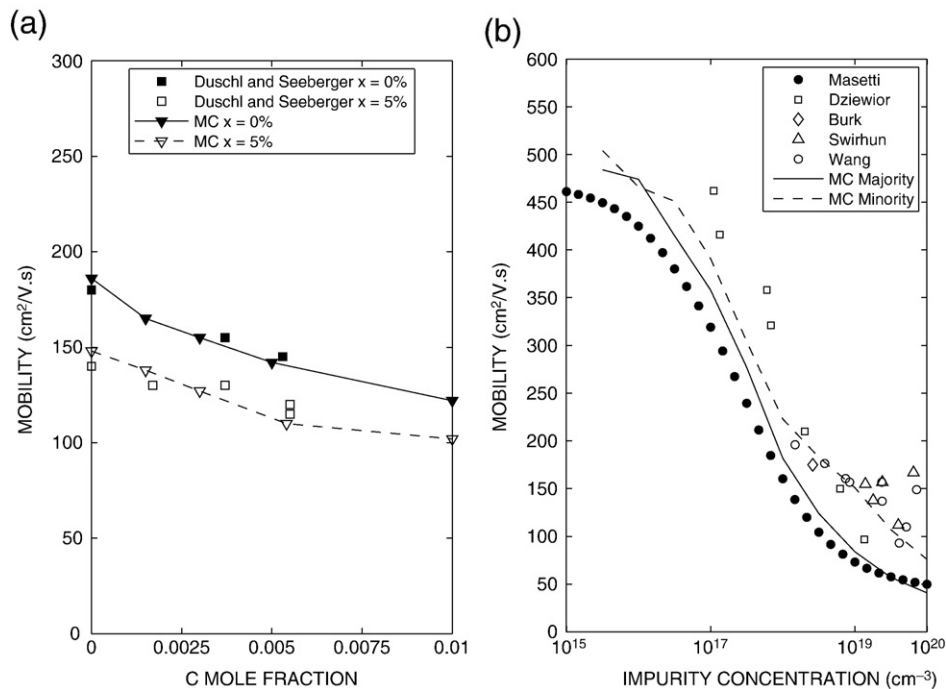 (a)
300
250
200
150
100
50
0
MOBILITY (cm²/V.s)
Duschl and Seeberger x = 0%
Duschl and Seeberger x = 5%
MC x = 0%
MC x = 5%
0 0.0025 0.005 0.0075 0.01
C MOLE FRACTION
(b)
600
550
500
450
400
350
300
250
200
150
100
50
0
MOBILITY (cm²/V.s)
Masetti
Dziewior
Burk
Swirhun
Wang
MC Majority
MC Minority
10¹⁵ 10¹⁷ 10¹⁹ 10²⁰
IMPURITY CONCENTRATION (cm⁻³)